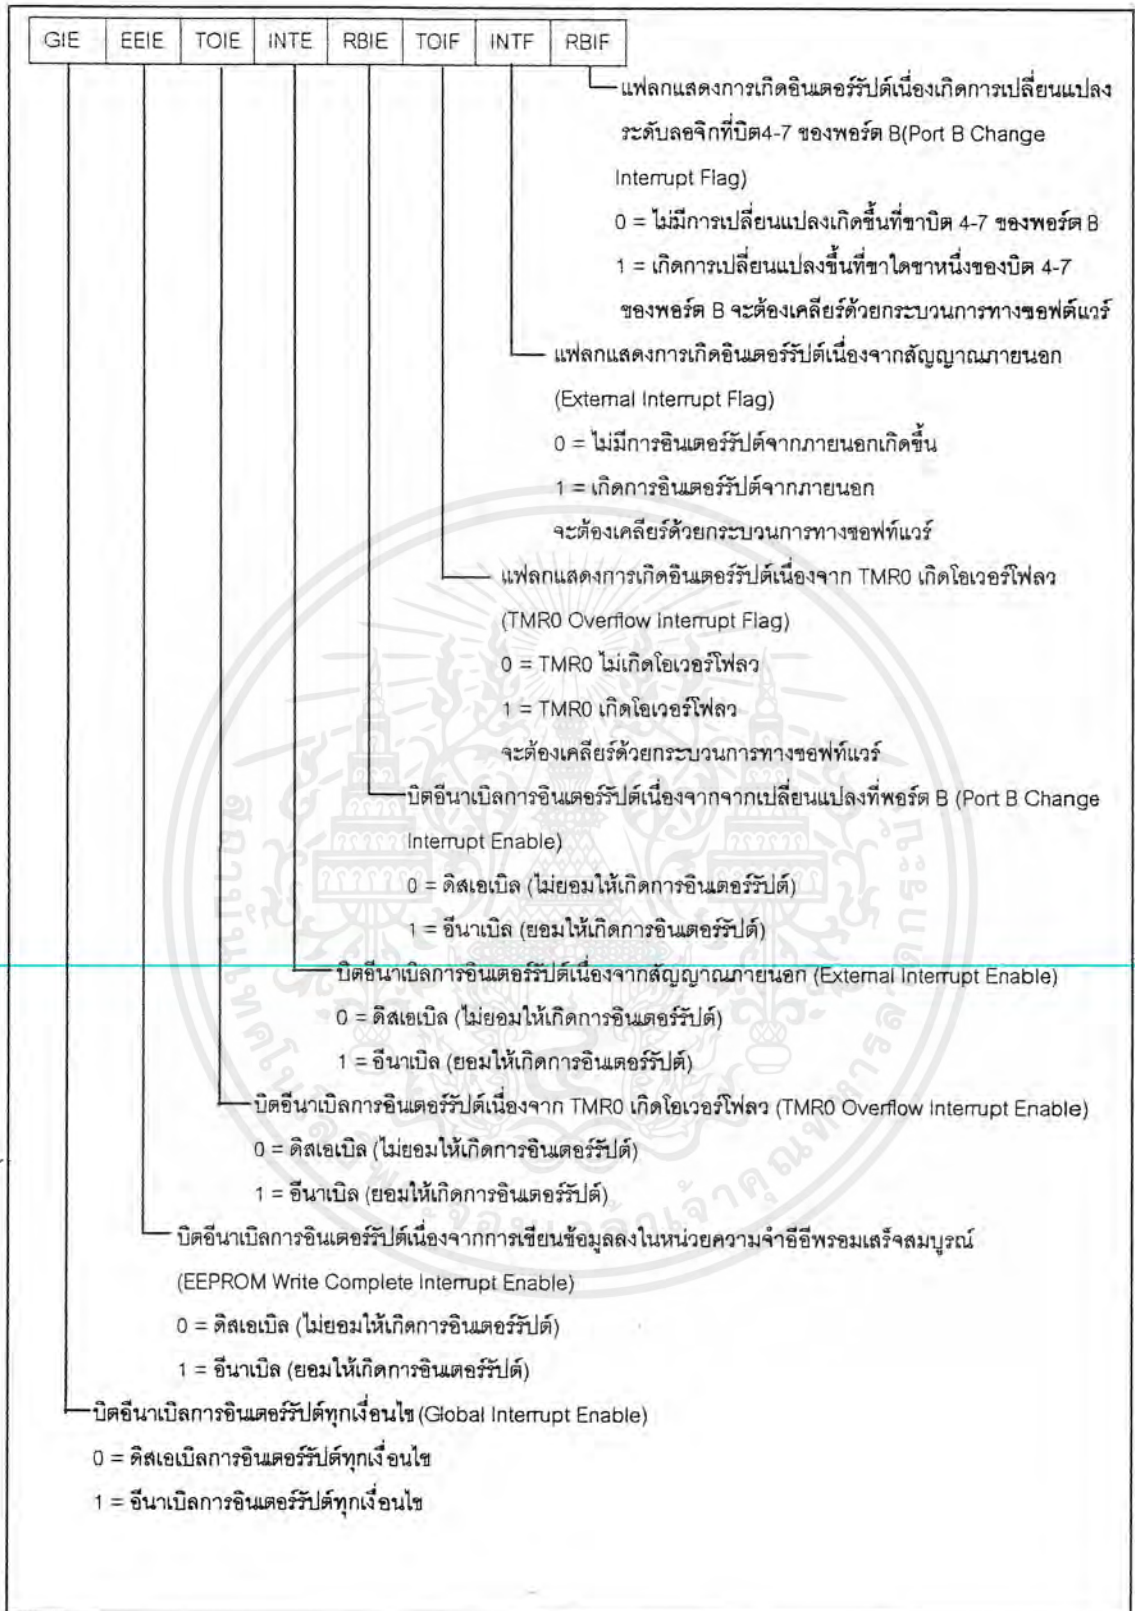 GIE EEIE TOIE INTE RBIE TOIF INTF RBIF
แฟลกแสดงการเกิดอินเตอร์รัปต์เนื่องเกิดการเปลี่ยนแปลง
ระดับลอจิกที่บิต4-7 ของพอร์ต B(Port B Change
Interrupt Flag)
0 = ไม่มีการเปลี่ยนแปลงเกิดขึ้นที่ขาบิต 4-7 ของพอร์ต B
1 = เกิดการเปลี่ยนแปลงขึ้นที่ขาใดขาหนึ่งของบิต 4-7
ของพอร์ต B จะต้องเคลียร์ด้วยกระบวนการทางซอฟต์แวร์
แฟลกแสดงการเกิดอินเตอร์รัปต์เนื่องจากสัญญาณภายนอก
(External Interrupt Flag)
0 = ไม่มีการอินเตอร์รัปต์จากภายนอกเกิดขึ้น
1 = เกิดการอินเตอร์รัปต์จากภายนอก
จะต้องเคลียร์ด้วยกระบวนการทางซอฟท์แวร์
แฟลกแสดงการเกิดอินเตอร์รัปต์เนื่องจาก TMR0 เกิดโอเวอร์โฟลว
(TMR0 Overflow Interrupt Flag)
0 = TMR0 ไม่เกิดโอเวอร์โฟลว
1 = TMR0 เกิดโอเวอร์โฟลว
จะต้องเคลียร์ด้วยกระบวนการทางซอฟท์แวร์
บิตอีนาเบิลการอินเตอร์รัปต์เนื่องจากจากเปลี่ยนแปลงที่พอร์ต B (Port B Change
Interrupt Enable)
0 = ดิสเอเบิล (ไม่ยอมให้เกิดการอินเตอร์รัปต์)
1 = อีนาเบิล (ยอมให้เกิดการอินเตอร์รัปต์)
บิตอีนาเบิลการอินเตอร์รัปต์เนื่องจากสัญญาณภายนอก (External Interrupt Enable)
0 = ดิสเอเบิล (ไม่ยอมให้เกิดการอินเตอร์รัปต์)
1 = อีนาเบิล (ยอมให้เกิดการอินเตอร์รัปต์)
บิตอีนาเบิลการอินเตอร์รัปต์เนื่องจาก TMR0 เกิดโอเวอร์โฟลว (TMR0 Overflow Interrupt Enable)
0 = ดิสเอเบิล (ไม่ยอมให้เกิดการอินเตอร์รัปต์)
1 = อีนาเบิล (ยอมให้เกิดการอินเตอร์รัปต์)
บิตอีนาเบิลการอินเตอร์รัปต์เนื่องจากการเขียนข้อมูลลงในหน่วยความจำอีอีพรอมเสร็จสมบูรณ์
(EEPROM Write Complete Interrupt Enable)
0 = ดิสเอเบิล (ไม่ยอมให้เกิดการอินเตอร์รัปต์)
1 = อีนาเบิล (ยอมให้เกิดการอินเตอร์รัปต์)
บิตอีนาเบิลการอินเตอร์รัปต์ทุกเงื่อนไข (Global Interrupt Enable)
0 = ดิสเอเบิลการอินเตอร์รัปต์ทุกเงื่อนไข
1 = อีนาเบิลการอินเตอร์รัปต์ทุกเงื่อนไข
สถาบันเทคโนโลยีพระจอมเกล้าเจ้าคุณทหารลาดกระบัง